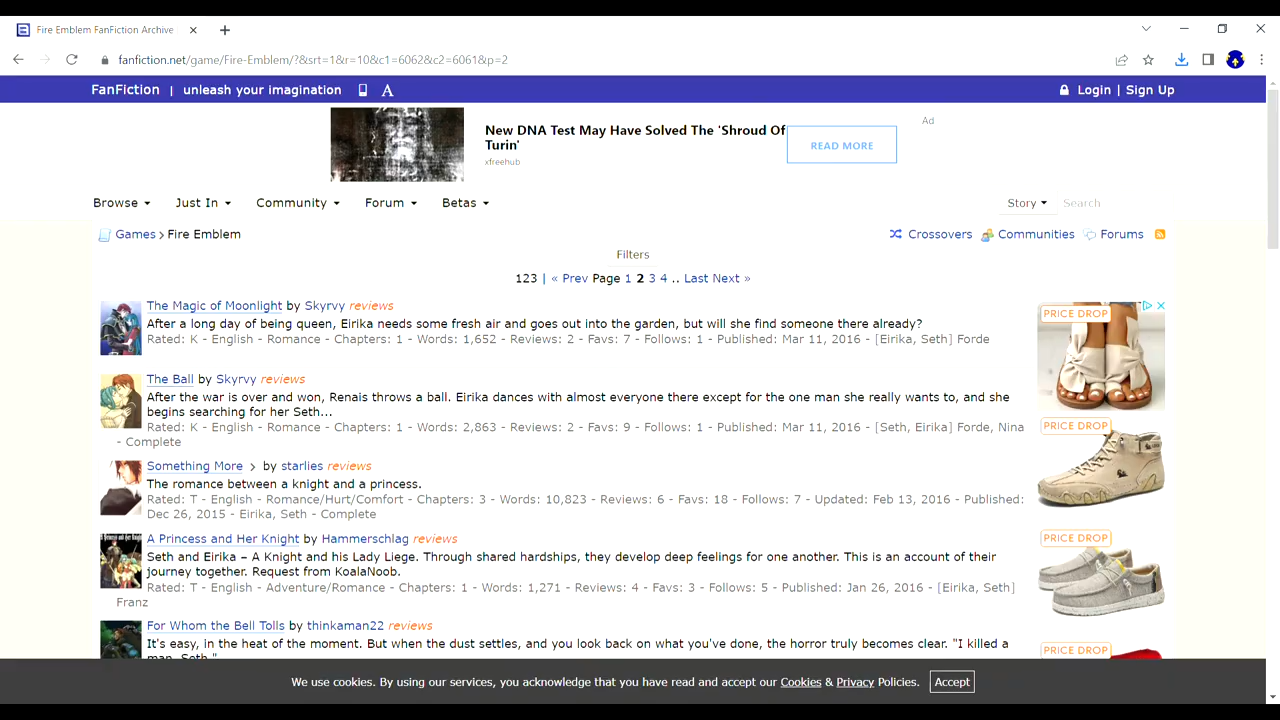 Fire Emblem FanFiction Archive
fanfiction.net/game/Fire-Emblem/?&srt=1&r=10&c1=6062&c2=6061&p=2
FanFiction | unleash your imagination A Login | Sign Up
New DNA Test May Have Solved The 'Shroud Of
Turin'
xfreehub
READ MORE
Ad
Browse Just In Community Forum Betas Story Search
Games > Fire Emblem Crossovers Communities Forums
Filters
123 | « Prev Page 1 2 3 4 .. Last Next »
The Magic of Moonlight by Skyrvy reviews
After a long day of being queen, Eirika needs some fresh air and goes out into the garden, but will she find someone there already?
Rated: K - English - Romance - Chapters: 1 - Words: 1,652 - Reviews: 2 - Favs: 7 - Follows: 1 - Published: Mar 11, 2016 - [Eirika, Seth] Forde
The Ball by Skyrvy reviews
After the war is over and won, Renais throws a ball. Eirika dances with almost everyone there except for the one man she really wants to, and she
begins searching for her Seth...
Rated: K - English - Romance - Chapters: 1 - Words: 2,863 - Reviews: 2 - Favs: 9 - Follows: 1 - Published: Mar 11, 2016 - [Seth, Eirika] Forde, Nina
- Complete
Something More > by starlies reviews
The romance between a knight and a princess.
Rated: T - English - Romance/Hurt/Comfort - Chapters: 3 - Words: 10,823 - Reviews: 6 - Favs: 18 - Follows: 7 - Updated: Feb 13, 2016 - Published:
Dec 26, 2015 - Eirika, Seth - Complete
A Princess and Her Knight by Hammerschlag reviews
Seth and Eirika – A Knight and his Lady Liege. Through shared hardships, they develop deep feelings for one another. This is an account of their
journey together. Request from KoalaNoob.
Rated: T - English - Adventure/Romance - Chapters: 1 - Words: 1,271 - Reviews: 4 - Favs: 3 - Follows: 5 - Published: Jan 26, 2016 - [Eirika, Seth]
Franz
For Whom the Bell Tolls by thinkaman22 reviews
It's easy, in the heat of the moment. But when the dust settles, and you look back on what you've done, the horror truly becomes clear. "I killed a
man, Seth."
PRICE DROP
PRICE DROP
PRICE DROP
PRICE DROP
We use cookies. By using our services, you acknowledge that you have read and accept our Cookies & Privacy Policies. Accept